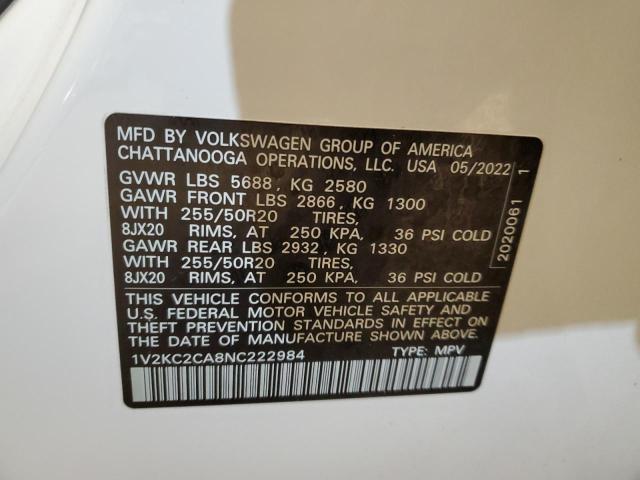 MFD BY VOLKSWAGEN GROUP OF AMERICA
CHATTANOOGA OPERATIONS, LLC. USA 05/2022
GVWR LBS 5688, KG 2580
GAWR FRONT LBS 2866, KG 1300
WITH 255/50R20 TIRES,
8JX20 RIMS, AT 250 KPA, 36 PSI COLD
GAWR REAR LBS 2932, KG 1330
WITH 255/50R20 TIRES,
8JX20 RIMS, AT 250 KPA, 36 PSI COLD
THIS VEHICLE CONFORMS TO ALL APPLICABLE
U.S. FEDERAL MOTOR VEHICLE SAFETY AND
THEFT PREVENTION STANDARDS IN EFFECT ON
THE DATE OF MANUFACTURE SHOWN ABOVE
1V2KC2CA8NC222984 TYPE: MPV
2020061 1